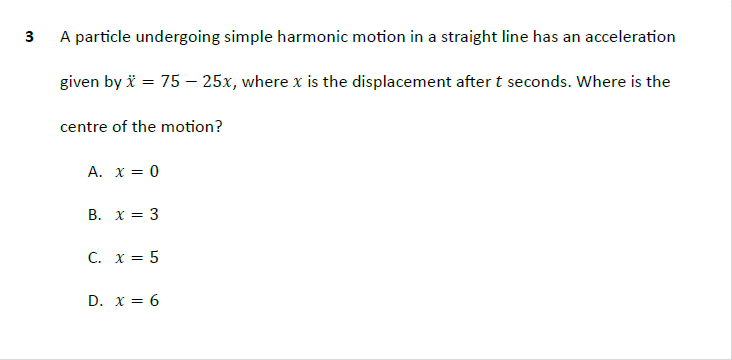 3 A particle undergoing simple harmonic motion in a straight line has an acceleration
given by ẍ = 75 − 25x, where x is the displacement after t seconds. Where is the
centre of the motion?
A. x = 0
B. x = 3
C. x = 5
D. x = 6